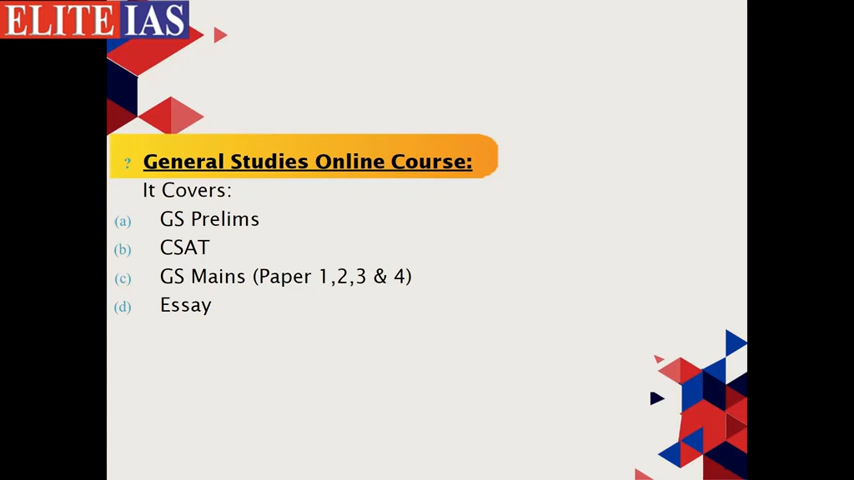 ELITE IAS
? General Studies Online Course:
It Covers:
(a) GS Prelims
(b) CSAT
(c) GS Mains (Paper 1,2,3 & 4)
(d) Essay